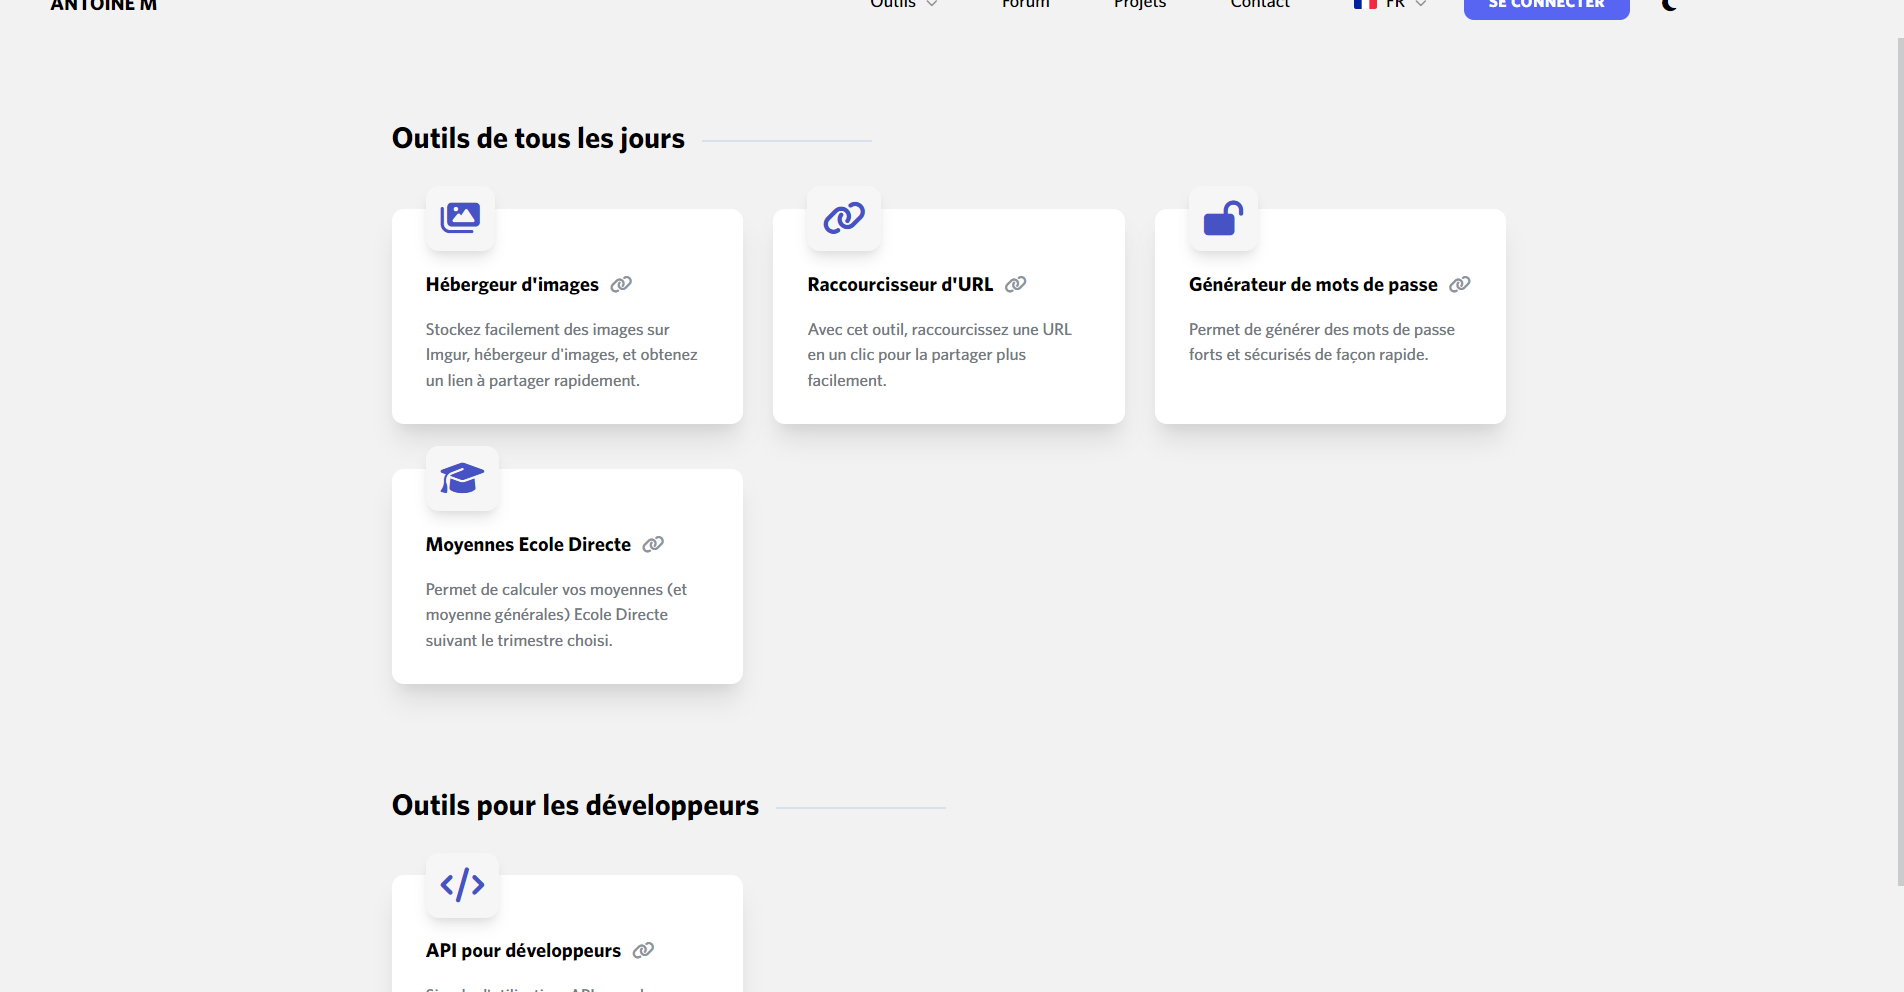 ANTOINE M
Outils
Forum
Projets
Contact
FR
SE CONNECTER
Outils de tous les jours
Hébergeur d'images
Stockez facilement des images sur
Imgur, hébergeur d'images, et obtenez
un lien à partager rapidement.
Raccourcisseur d'URL
Avec cet outil, raccourcissez une URL
en un clic pour la partager plus
facilement.
Générateur de mots de passe
Permet de générer des mots de passe
forts et sécurisés de façon rapide.
Moyennes Ecole Directe
Permet de calculer vos moyennes (et
moyenne générales) Ecole Directe
suivant le trimestre choisi.
Outils pour les développeurs
API pour développeurs